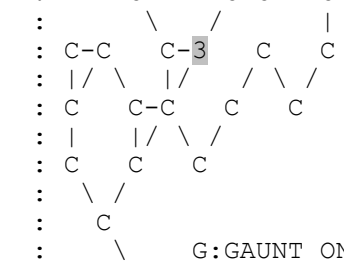 :        \   /      |
: C-C   C-3   C   C
: |/ \   |/ \ / \ /
: C   C-C   C   C
: |   |/ \
: C   C   C
:  \ /
:   C
:    \    G:GAUNT ON